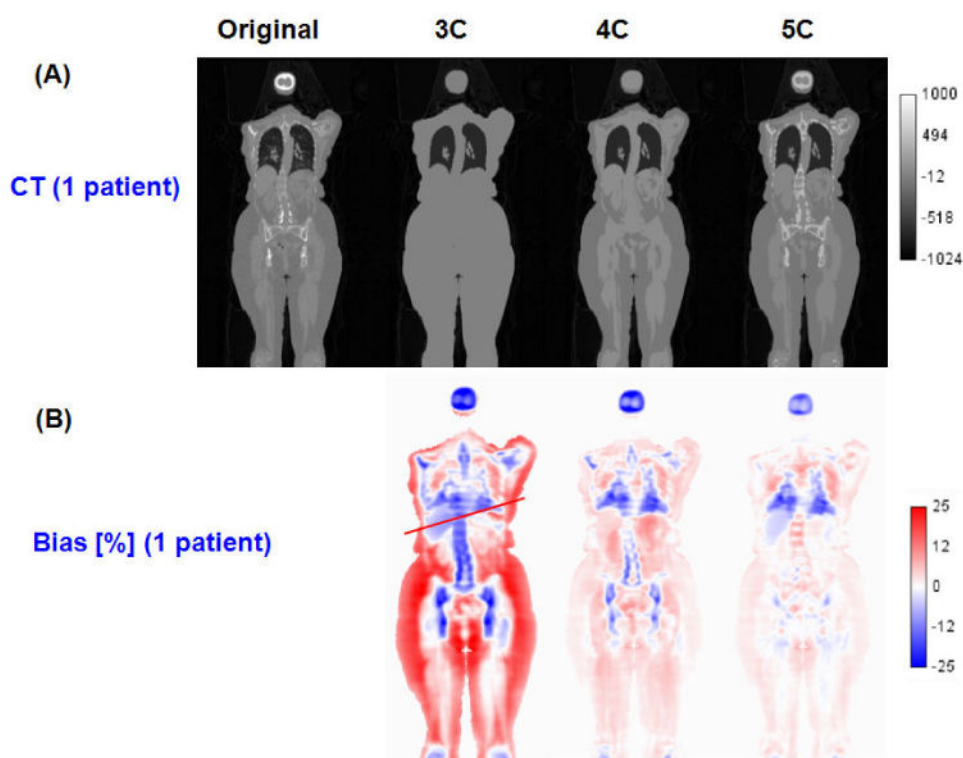 Original 3C 4C 5C
(A)
CT (1 patient)
1000
494
-12
-518
-1024
(B)
Bias [%] (1 patient)
25
12
0
-12
-25